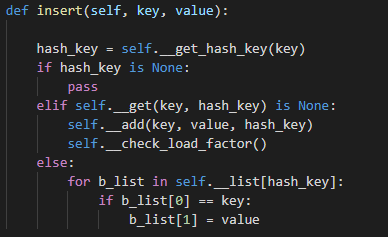 def insert(self, key, value):
hash_key = self.__get_hash_key(key)
if hash_key is None:
pass
elif self.__get(key, hash_key) is None:
self.__add(key, value, hash_key)
self.__check_load_factor()
else:
for b_list in self.__list[hash_key]:
if b_list[0] == key:
b_list[1] = value